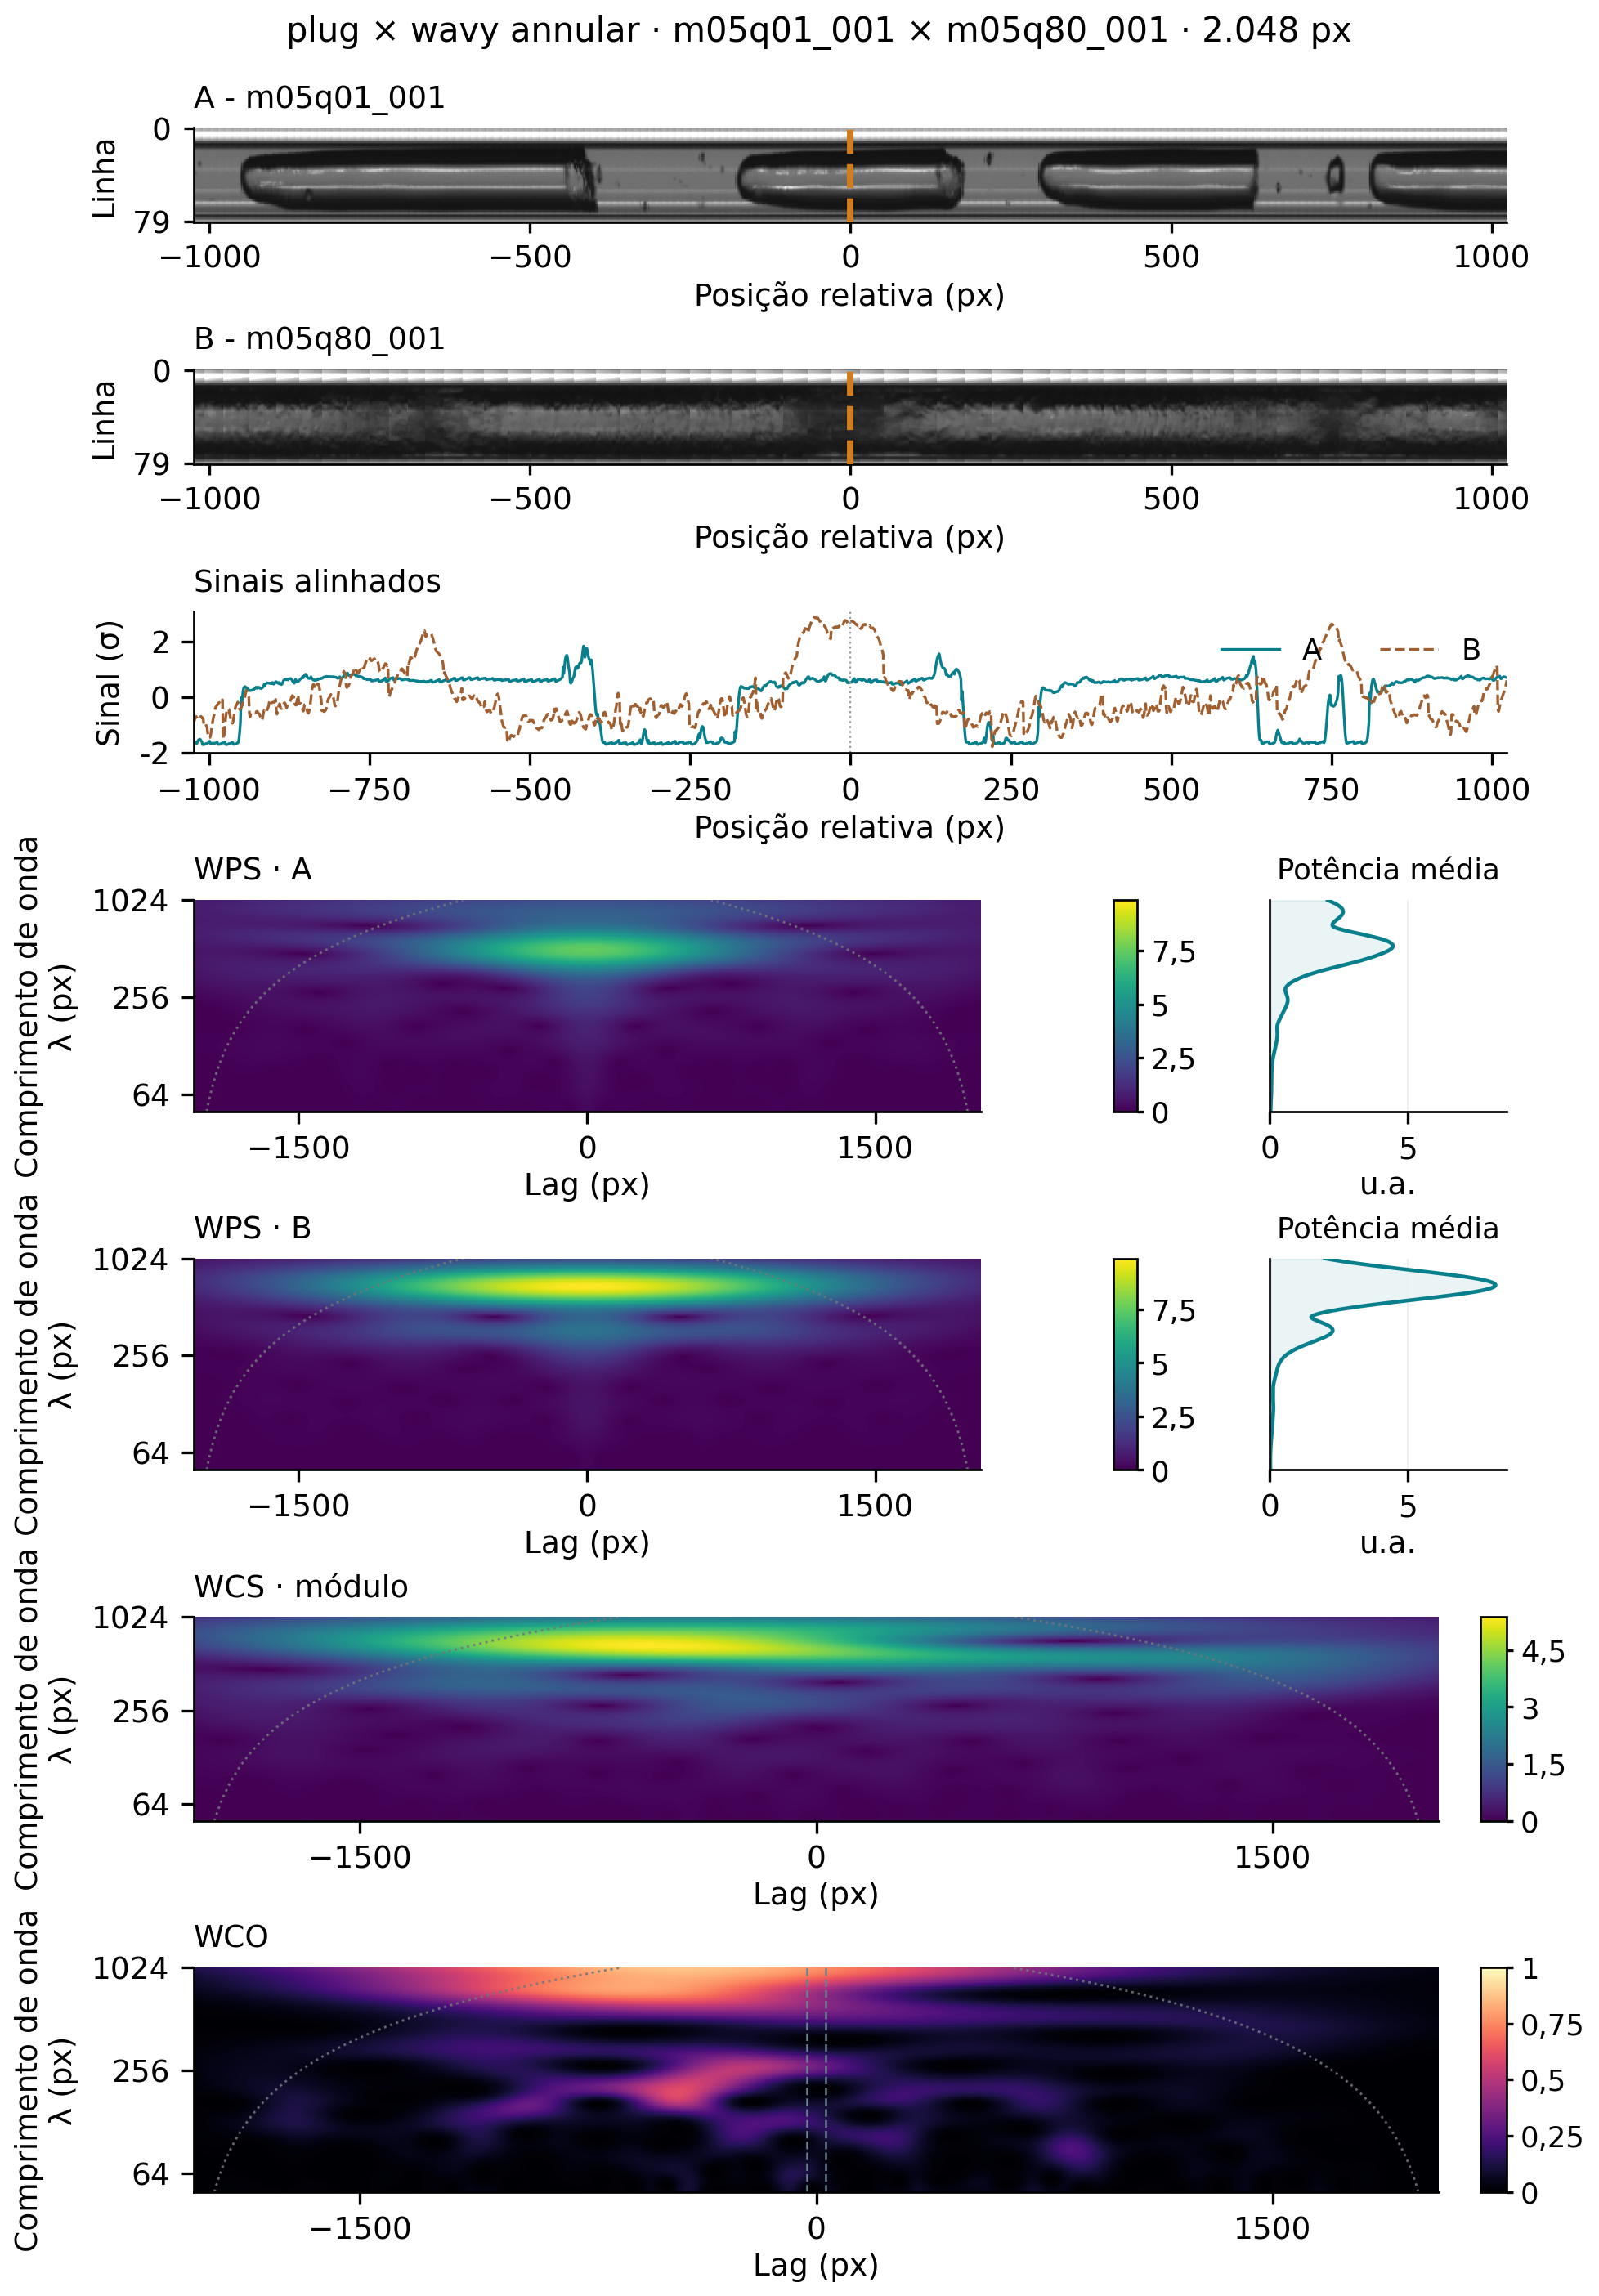 plug × wavy annular · m05q01_001 × m05q80_001 · 2.048 px
A - m05q01_001
Linha
0
79
−1000 −500 0 500 1000
Posição relativa (px)
B - m05q80_001
Linha
0
79
−1000 −500 0 500 1000
Posição relativa (px)
Sinais alinhados
Sinal (σ)
2
0
-2
A B
−1000 −750 −500 −250 0 250 500 750 1000
Posição relativa (px)
WPS · A
Comprimento de onda
λ (px)
1024
256
64
−1500 0 1500
Lag (px)
7,5
5
2,5
0
Potência média
0 5
u.a.
WPS · B
Comprimento de onda
λ (px)
1024
256
64
−1500 0 1500
Lag (px)
7,5
5
2,5
0
Potência média
0 5
u.a.
WCS · módulo
Comprimento de onda
λ (px)
1024
256
64
−1500 0 1500
Lag (px)
4,5
3
1,5
0
WCO
Comprimento de onda
λ (px)
1024
256
64
−1500 0 1500
Lag (px)
1
0,75
0,5
0,25
0